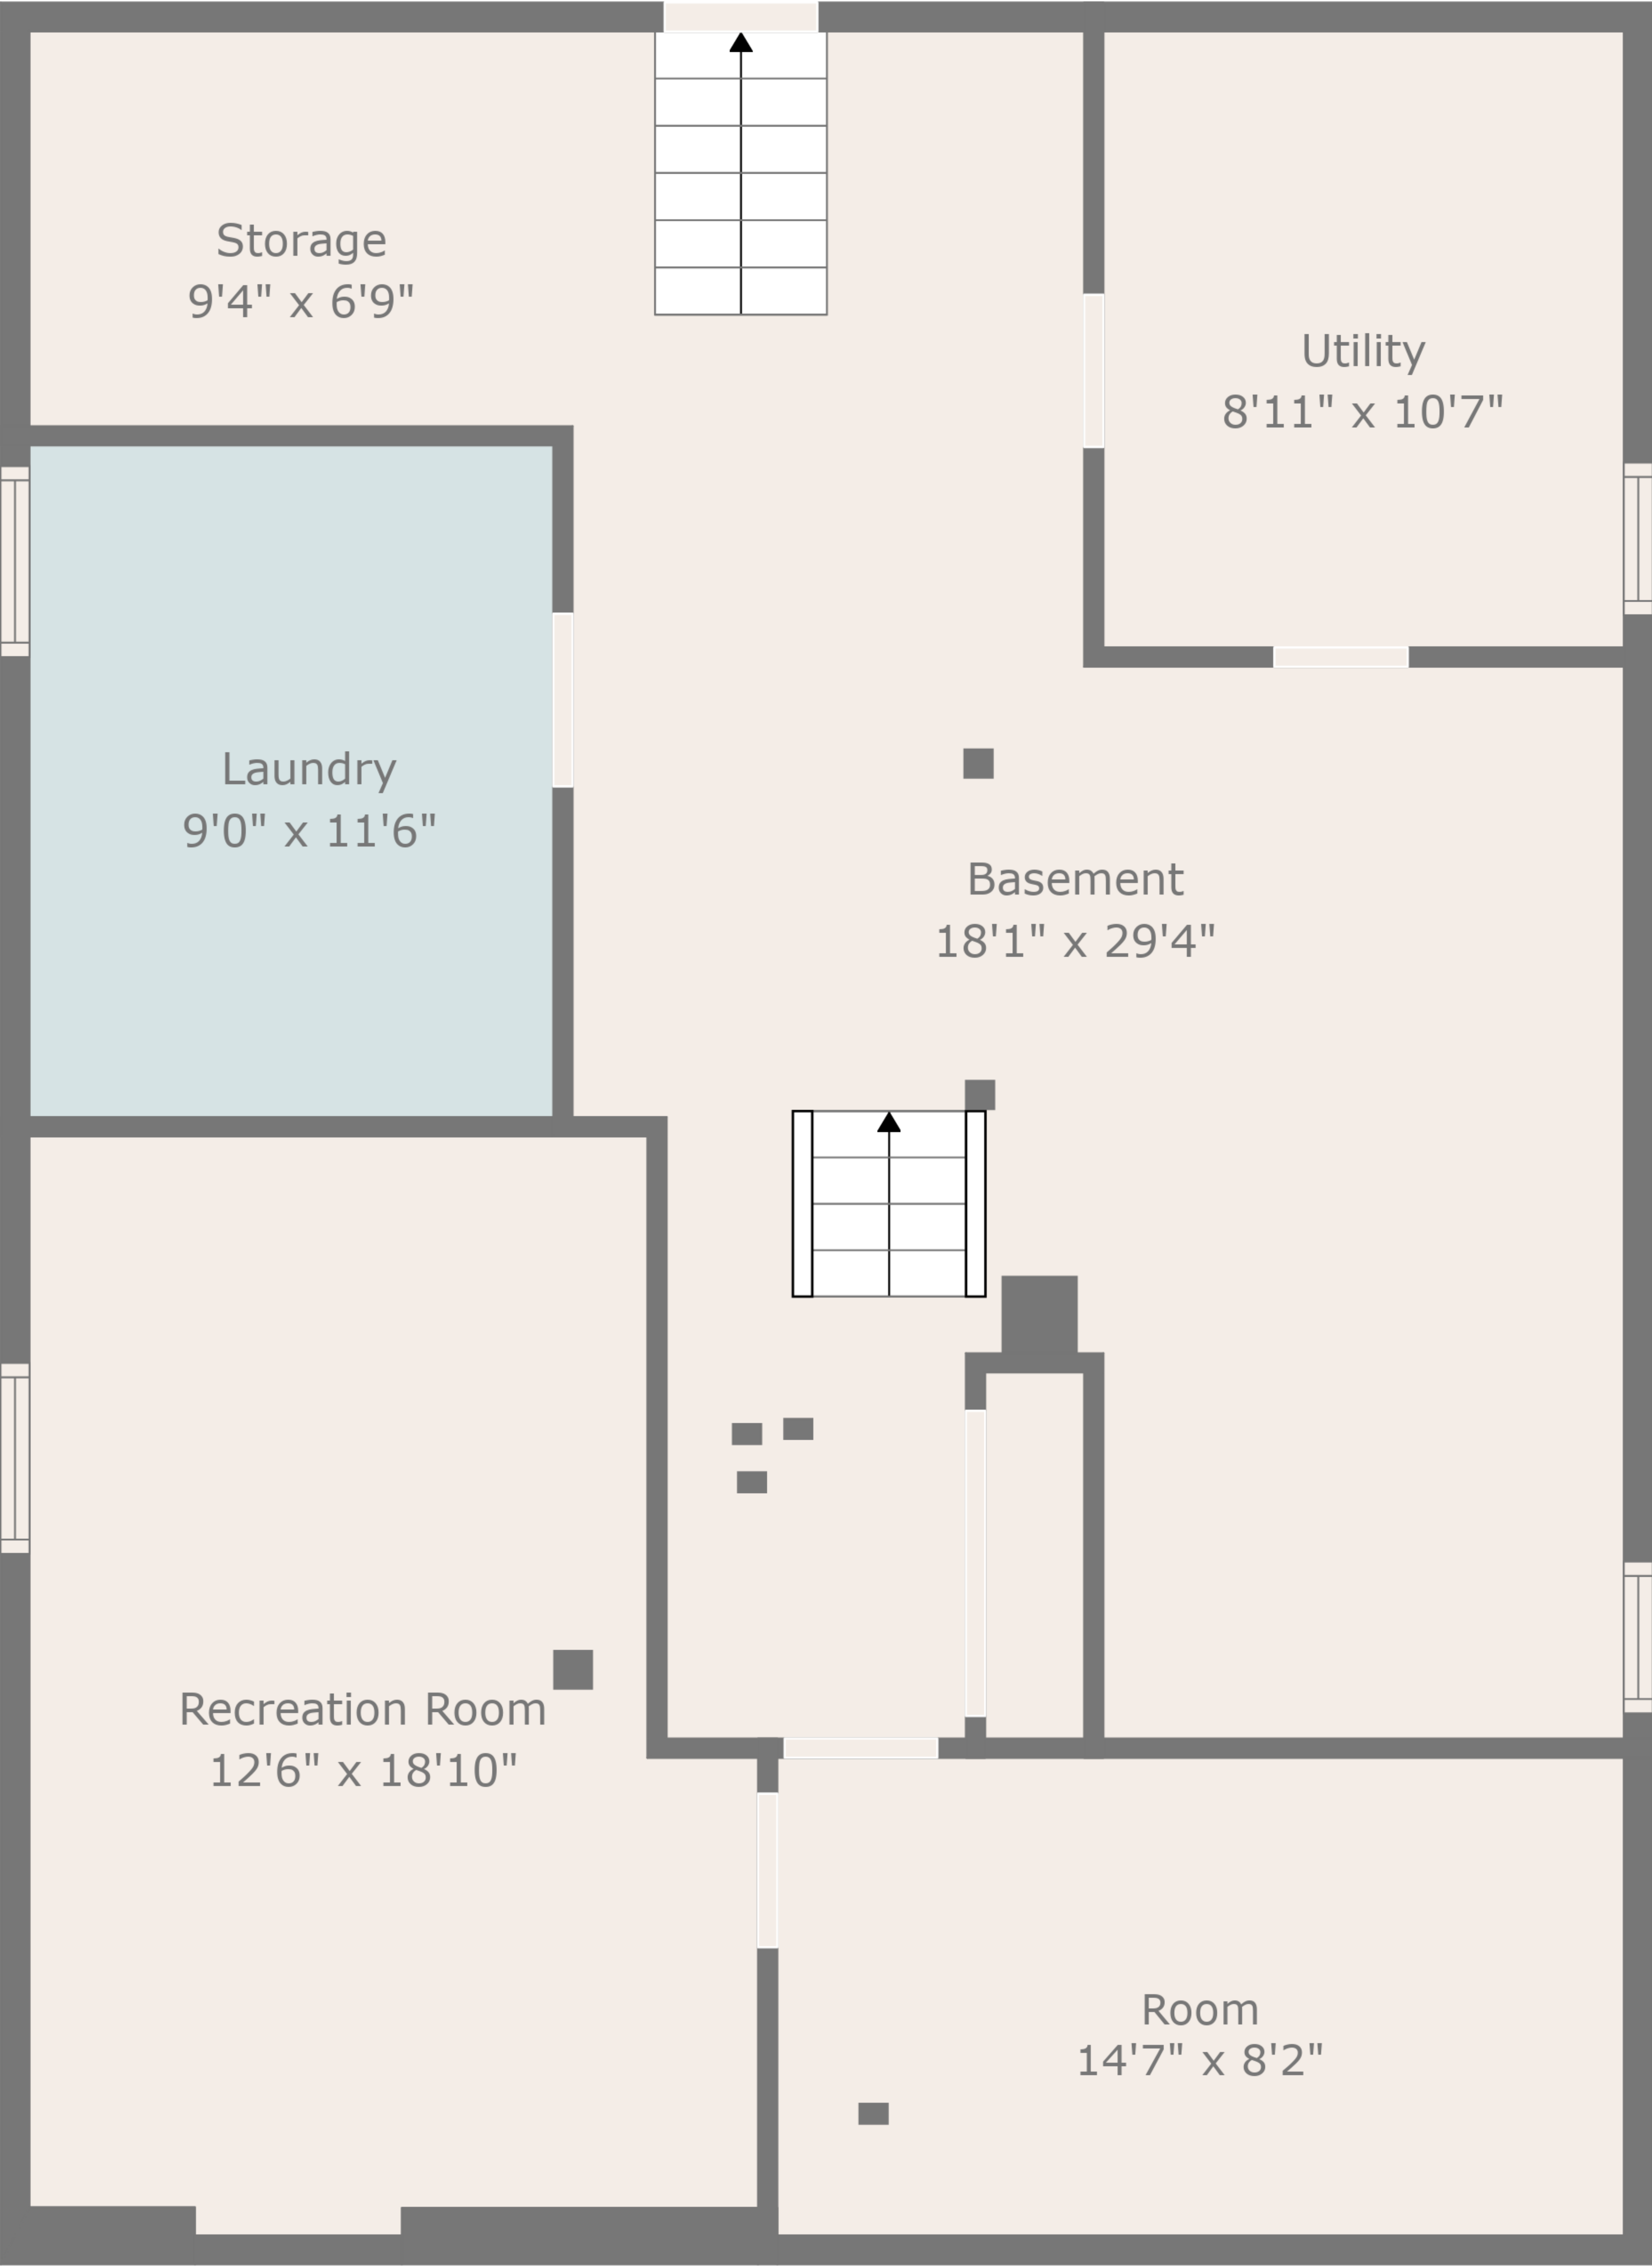 Storage
9'4" x 6'9"
Utility
8'11" x 10'7"
Laundry
9'0" x 11'6"
Basement
18'1" x 29'4"
Recreation Room
12'6" x 18'10"
Room
14'7" x 8'2"